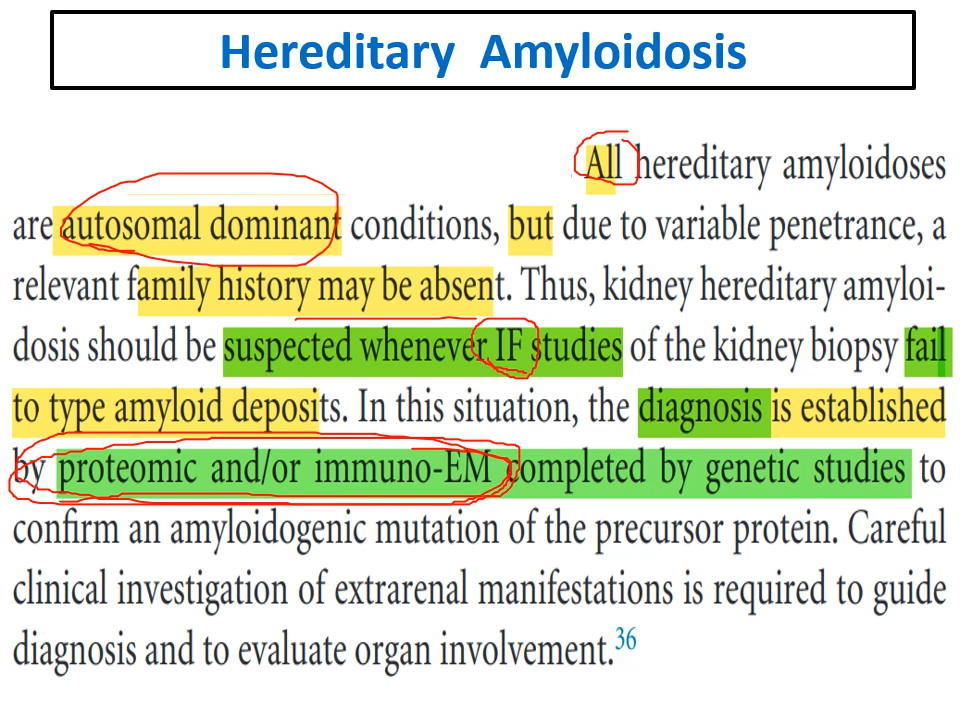 Hereditary Amyloidosis
All hereditary amyloidoses
are autosomal dominant conditions, but due to variable penetrance, a
relevant family history may be absent. Thus, kidney hereditary amyloi-
dosis should be suspected whenever IF studies of the kidney biopsy fail
to type amyloid deposits. In this situation, the diagnosis is established
by proteomic and/or immuno-EM completed by genetic studies to
confirm an amyloidogenic mutation of the precursor protein. Careful
clinical investigation of extrarenal manifestations is required to guide
diagnosis and to evaluate organ involvement.36